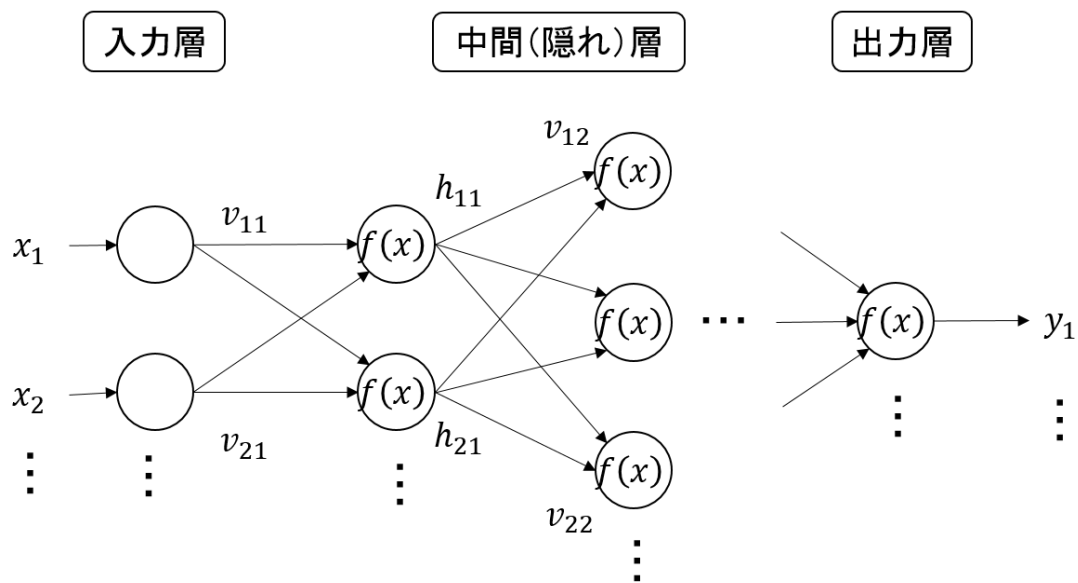 入力層
中間(隠れ)層
出力層
x₁
x₂
⋮
⋮
v₁₁
v₂₁
f(x)
f(x)
⋮
h₁₁
h₂₁
v₁₂
f(x)
f(x)
f(x)
v₂₂
⋮
…
f(x)
⋮
y₁
⋮